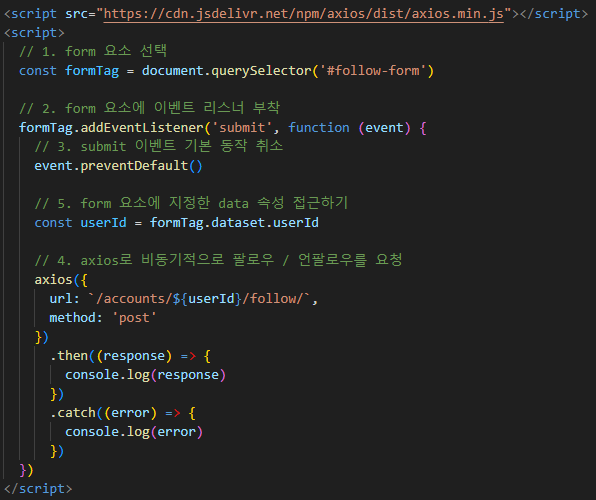 <script src="https://cdn.jsdelivr.net/npm/axios/dist/axios.min.js"></script>
<script>
  // 1. form 요소 선택
  const formTag = document.querySelector('#follow-form')

  // 2. form 요소에 이벤트 리스너 부착
  formTag.addEventListener('submit', function (event) {
    // 3. submit 이벤트 기본 동작 취소
    event.preventDefault()

    // 5. form 요소에 지정한 data 속성 접근하기
    const userId = formTag.dataset.userId

    // 4. axios로 비동기적으로 팔로우 / 언팔로우를 요청
    axios({
      url: `/accounts/${userId}/follow/`,
      method: 'post'
    })
      .then((response) => {
        console.log(response)
      })
      .catch((error) => {
        console.log(error)
      })
  })
</script>